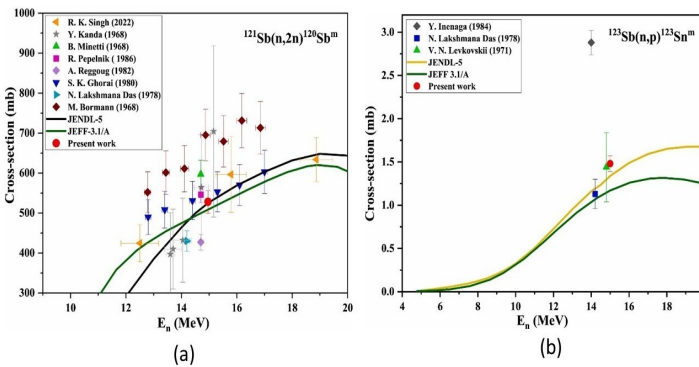 (a)
¹²¹Sb(n,2n)¹²⁰Sbᵐ
R. K. Singh (2022)
Y. Kanda (1968)
B. Minetti (1968)
R. Pepelnik (1986)
A. Reggoug (1982)
S. K. Ghorai (1980)
N. Lakshmana Das (1978)
M. Bormann (1968)
JENDL-5
JEFF-3.1/A
Present work
Cross-section (mb)
1000
900
800
700
600
500
400
300
10
12
14
16
18
20
Eₙ (MeV)
(a)
(b)
¹²³Sb(n,p)¹²³Snᵐ
Y. Inenaga (1984)
N. Lakshmana Das (1978)
V. N. Levkovskii (1971)
JENDL-5
JEFF 3.1/A
Present work
Cross-section (mb)
3.0
2.5
2.0
1.5
1.0
0.5
0.0
4
6
8
10
12
14
16
18
Eₙ (MeV)
(b)